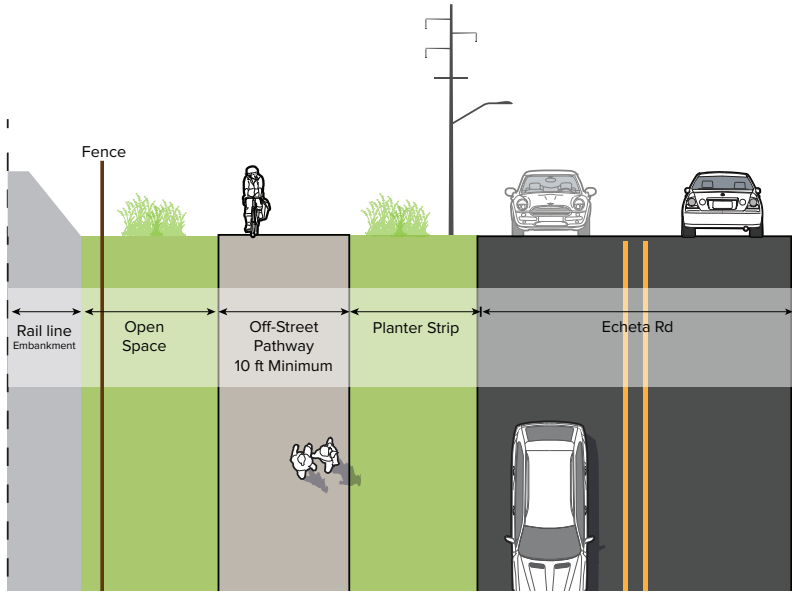 Fence
Rail line
Embankment
Open
Space
Off-Street
Pathway
10 ft Minimum
Planter Strip
Echeta Rd